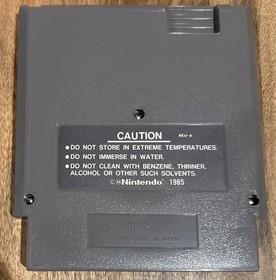 CAUTION REV-A
• DO NOT STORE IN EXTREME TEMPERATURES.
• DO NOT IMMERSE IN WATER.
• DO NOT CLEAN WITH BENZENE, THINNER,
ALCOHOL OR OTHER SUCH SOLVENTS.
©Ⓜ Nintendo® 1985
Nintendo